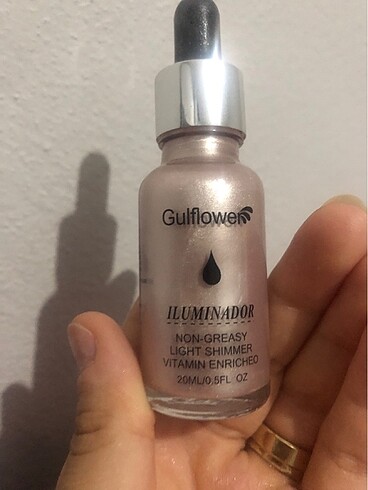 Gulflower
ILUMINADOR
NON-GREASY
LIGHT SHIMMER
VITAMIN ENRICHED
20ML/0.5FL OZ